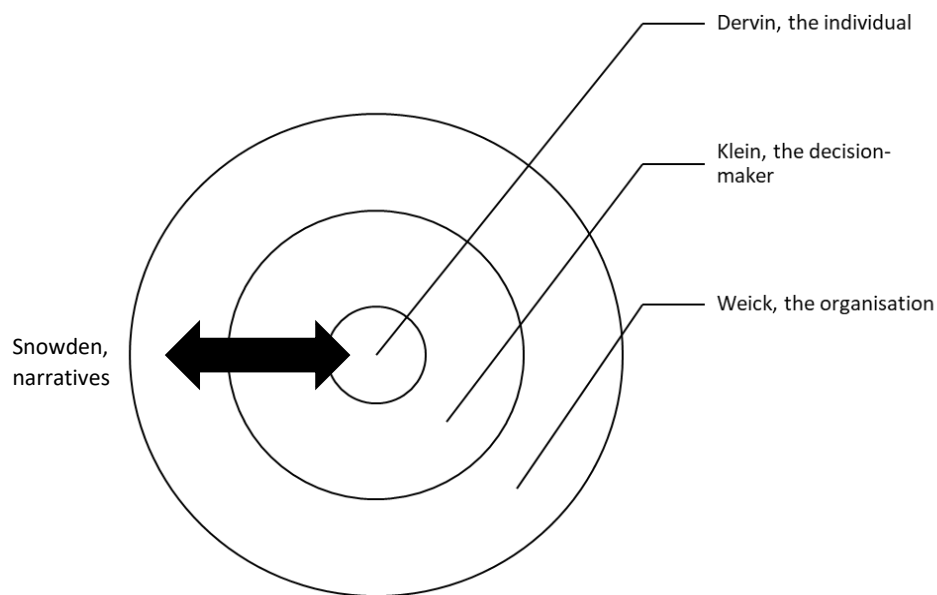 Dervin, the individual
Klein, the decision-
maker
Weick, the organisation
Snowden,
narratives